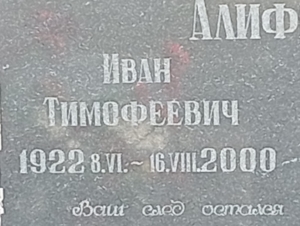 АЛИФ
ИВАН
ТИМОФЕЕВИЧ
1922 8.VI. ~ 16.VIII.2000
Ваш след остался